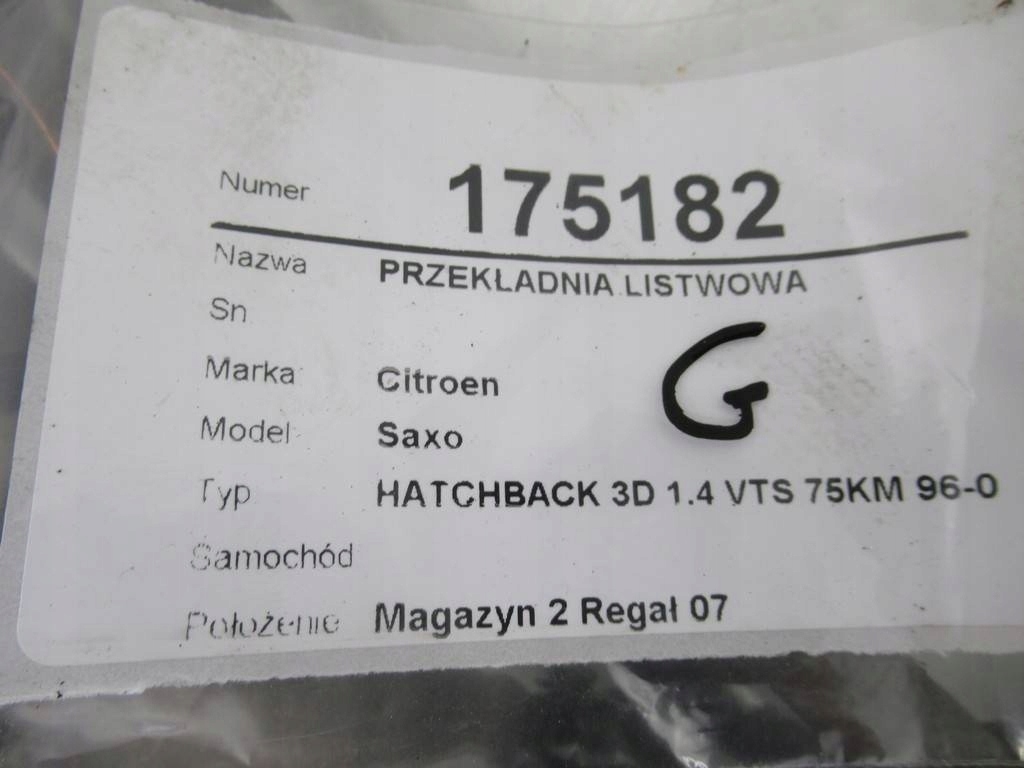 Numer 175182
Nazwa PRZEKŁADNIA LISTWOWA
Sn
Marka Citroen
G
Model Saxo
Typ HATCHBACK 3D 1.4 VTS 75KM 96-0
Samochód
Położenie Magazyn 2 Regał 07